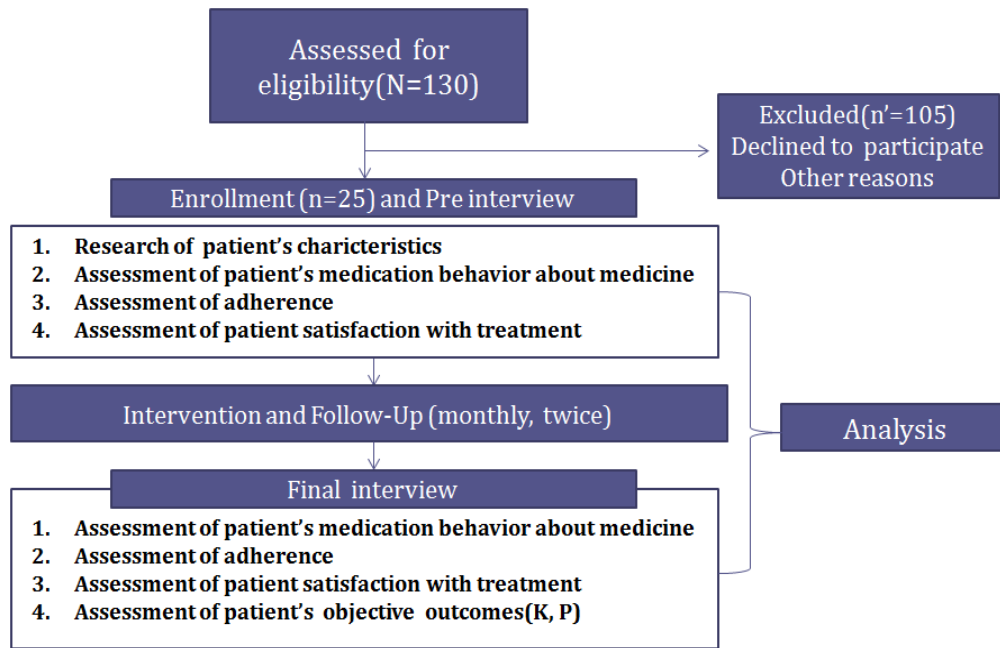 Assessed for
eligibility(N=130)
Excluded(n'=105)
Declined to participate
Other reasons
Enrollment (n=25) and Pre interview
1. Research of patient's charicteristics
2. Assessment of patient's medication behavior about medicine
3. Assessment of adherence
4. Assessment of patient satisfaction with treatment
Intervention and Follow-Up (monthly, twice)
Analysis
Final interview
1. Assessment of patient's medication behavior about medicine
2. Assessment of adherence
3. Assessment of patient satisfaction with treatment
4. Assessment of patient's objective outcomes(K, P)